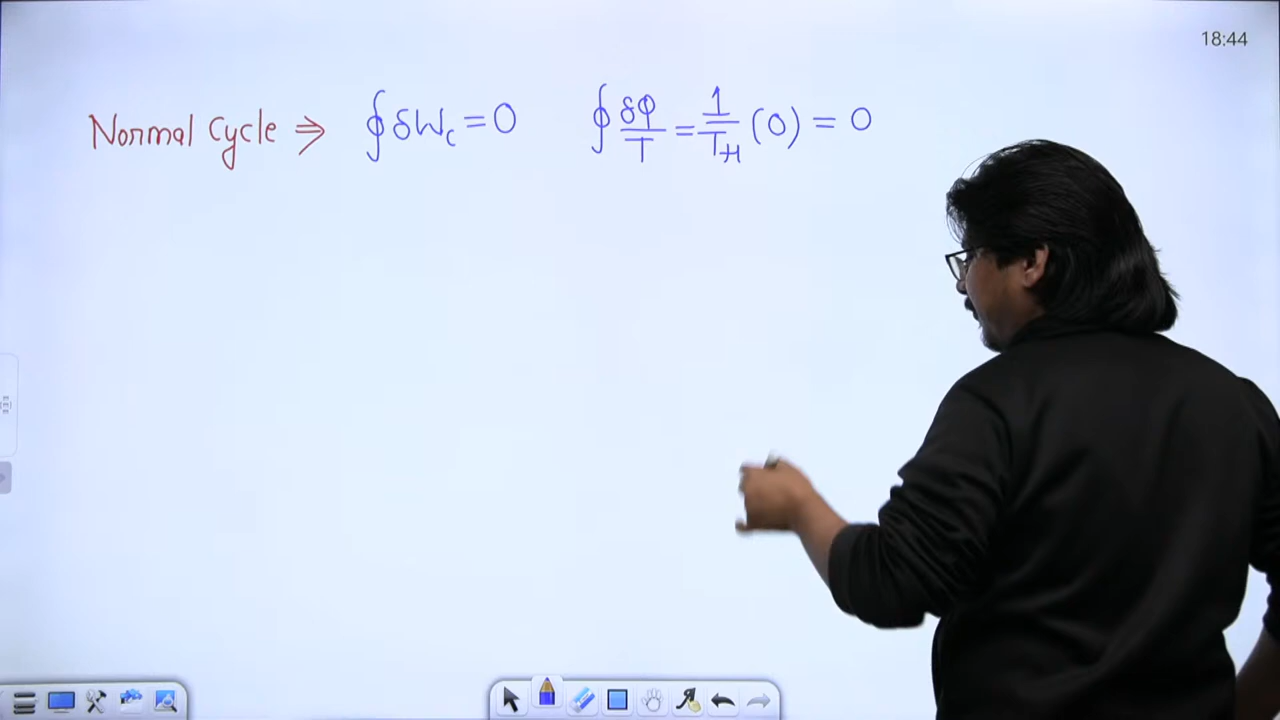 18:44
Normal Cycle ⇒ ∮δW_c = 0 ∮δQ/T = 1/T_H (0) = 0